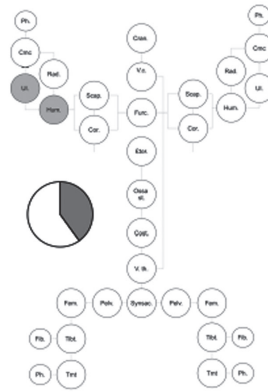 Ph. Ph.
Cran.
Cmc Cmc
Rad. V.c. Rad.
Ul. Ul.
Scap. Scap.
Hum. Furc. Hum.
Cor. Cor.
Ster.
Ossa
st.
Cost.
V. th.
Fem. Pelv. Synsac. Pelv. Fem.
Fib. Tibt. Tibt. Fib.
Ph. Tmt Tmt Ph.